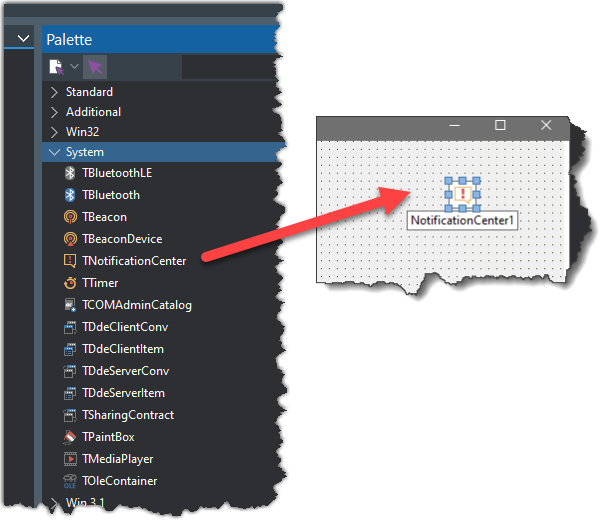 Palette
Standard
Additional
Win32
System
TBluetoothLE
TBluetooth
TBeacon
TBeaconDevice
TNotificationCenter
TTimer
TCOMAdminCatalog
TDdeClientConv
TDdeClientItem
TDdeServerConv
TDdeServerItem
TSharingContract
TPaintBox
TMediaPlayer
OLE
TOleContainer
Win 3.1
NotificationCenter1